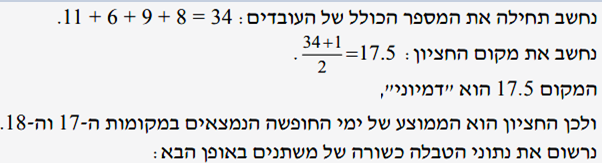 נחשב תחילה את המספר הכולל של העובדים: 11 + 6 + 9 + 8 = 34.
נחשב את מקום החציון: (34+1)/2=17.5.
המקום 17.5 הוא "דמיוני",
ולכן החציון הוא הממוצע של ימי החופשה הנמצאים במקומות ה-17 וה-18.
נרשום את נתוני הטבלה כשורה של משתנים באופן הבא: